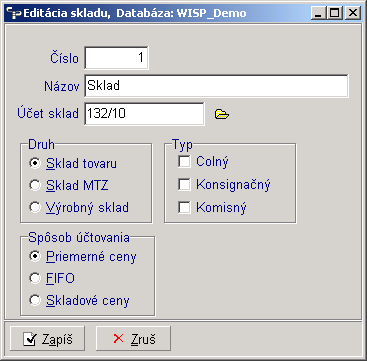 Editácia skladu, Databáza: WISP_Demo
Číslo 1
Názov Sklad
Účet sklad 132/10
Druh
Sklad tovaru
Sklad MTZ
Výrobný sklad
Typ
Colný
Konsignačný
Komisný
Spôsob účtovania
Priemerné ceny
FIFO
Skladové ceny
Zapíš Zruš